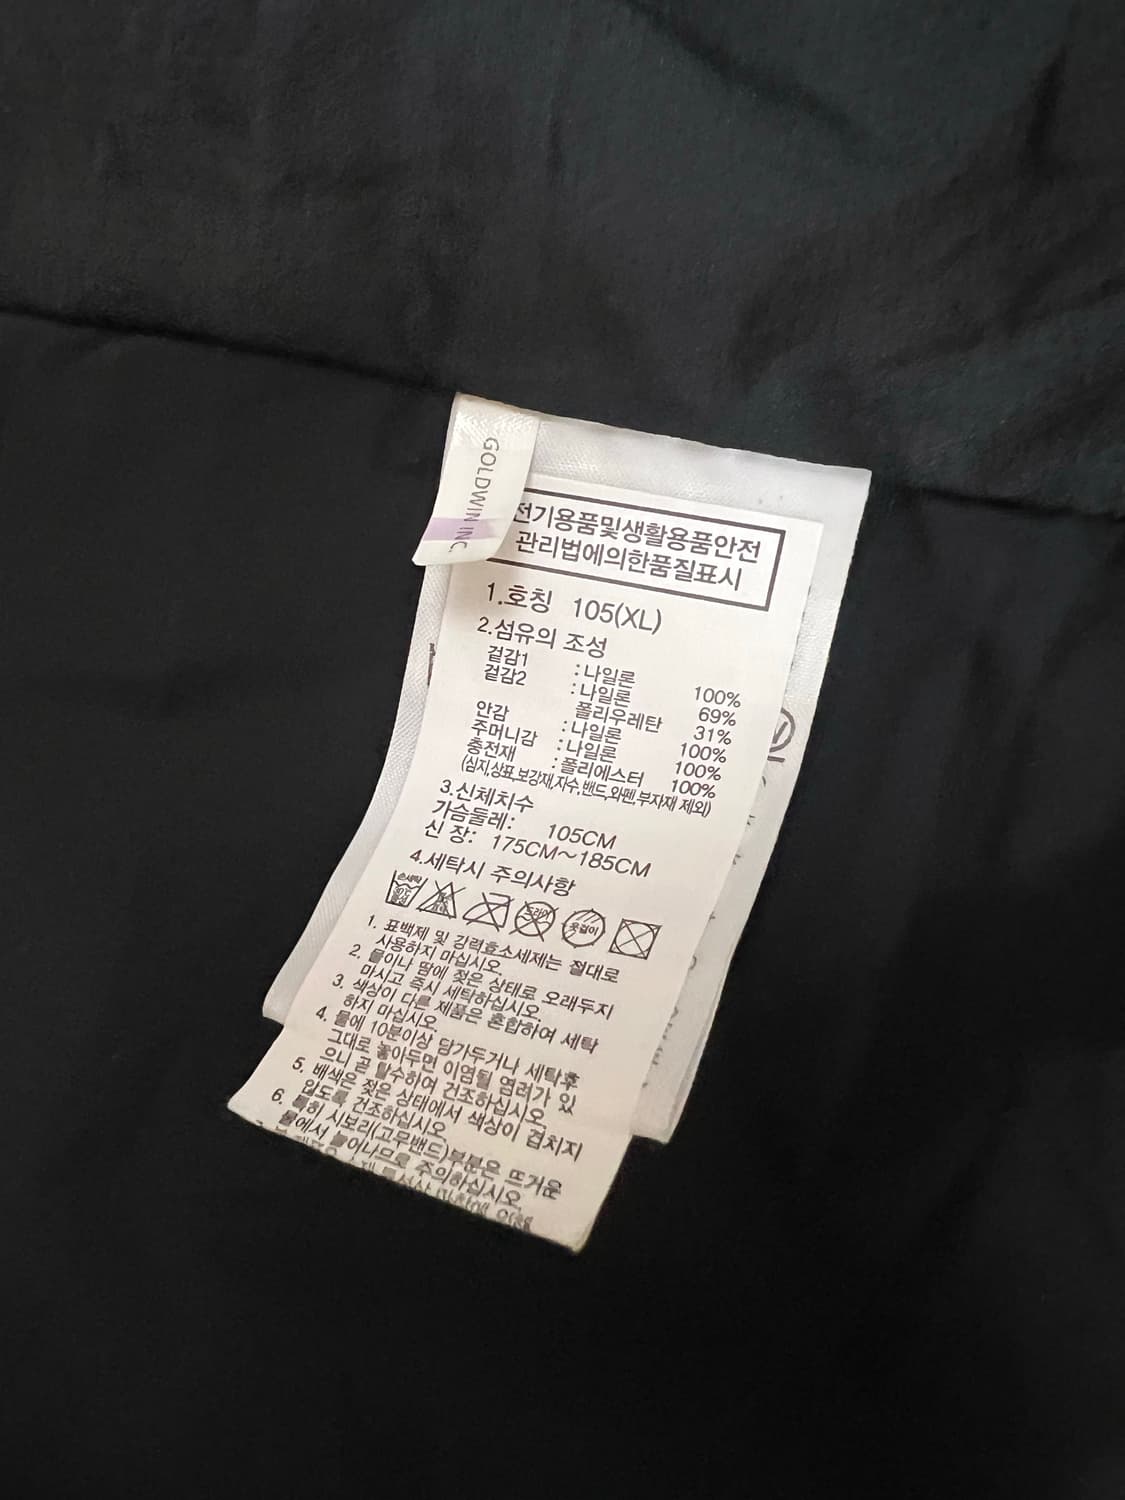 GOLDWIN INC.
전기용품및생활용품안전
관리법에의한품질표시
1.호칭 105(XL)
2.섬유의 조성
겉감1 : 나일론 100%
겉감2 : 나일론 69%
폴리우레탄 31%
안감 : 나일론 100%
주머니감 : 나일론 100%
충전재 : 폴리에스터 100%
(심지,상표,보강재,자수,밴드,와펜,부자재 제외)
3.신체치수
가슴둘레: 105CM
신 장: 175CM~185CM
4.세탁시 주의사항
손세탁 드라이 옷걸이
1. 표백제 및 강력효소세제는 절대로
사용하지 마십시오.
2. 물이나 땀에 젖은 상태로 오래두지
마시고 즉시 세탁하십시오.
3. 색상이 다른 제품은 혼합하여 세탁
하지 마십시오.
4. 물에 10분이상 담가두거나 세탁후
그대로 놓아두면 이염될 염려가 있
으니 곧 탈수하여 건조하십시오.
5. 배색은 젖은 상태에서 색상이 겹치지
않도록 건조하십시오.
6. 특히 시보리(고무밴드)부분은 뜨거운
물에서 늘어나므로 주의하십시오.